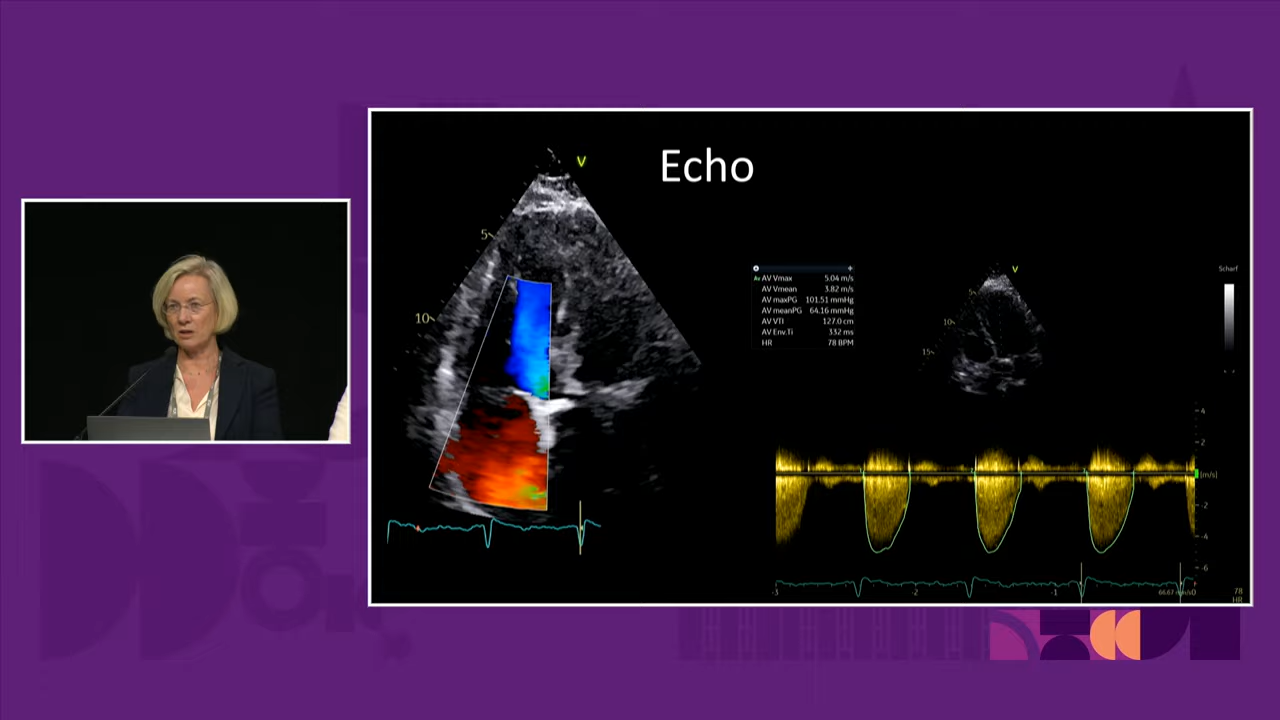 Echo
V
5
10
AV Vmax 5.04 m/s
AV Vmean 3.82 m/s
AV maxPG 101.51 mmHg
AV meanPG 64.16 mmHg
AV VTI 127.0 cm
AV Env.Ti 332 ms
HR 78 BPM
V
Scharf
10
15
4
2
[m/s]
-2
-4
-6
-3
-2
-1
0
78
HR